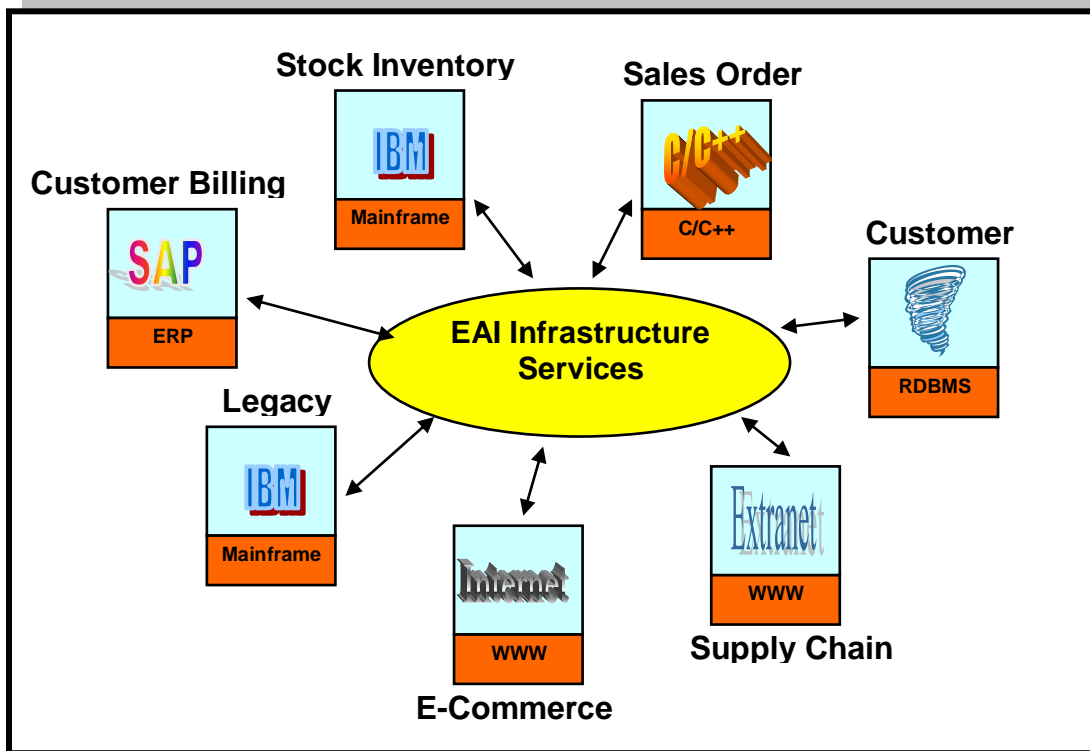 Stock Inventory
IBM
Mainframe
Sales Order
C/C++
C/C++
Customer Billing
SAP
ERP
Customer
RDBMS
EAI Infrastructure
Services
Legacy
IBM
Mainframe
Internet
WWW
E-Commerce
Extranet
WWW
Supply Chain